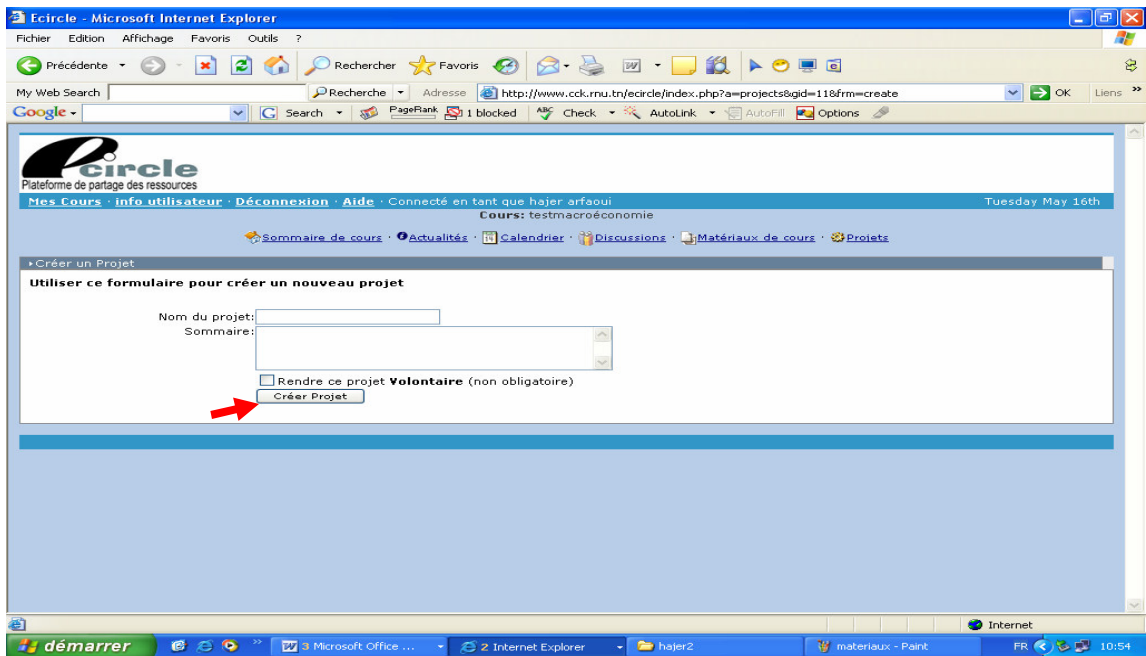 Ecircle - Microsoft Internet Explorer
Fichier Edition Affichage Favoris Outils ?
Précédente Rechercher Favoris
My Web Search Recherche Adresse http://www.cck.rnu.tn/ecircle/index.php?a=projects&gid=118&frm=create OK Liens »
Google Search PageRank 1 blocked ABC Check AutoLink AutoFill Options
ecircle
Plateforme de partage des ressources
Mes Cours · info utilisateur · Déconnexion · Aide · Connecté en tant que hajer arfaoui Tuesday May 16th
Cours: testmacroéconomie
Sommaire de cours · Actualités · Calendrier · Discussions · Matériaux de cours · Projets
Créer un Projet
Utiliser ce formulaire pour créer un nouveau projet
Nom du projet:
Sommaire:
Rendre ce projet Volontaire (non obligatoire)
Créer Projet
Internet
démarrer » 3 Microsoft Office ... 2 Internet Explorer hajer2 materiaux - Paint FR 10:54